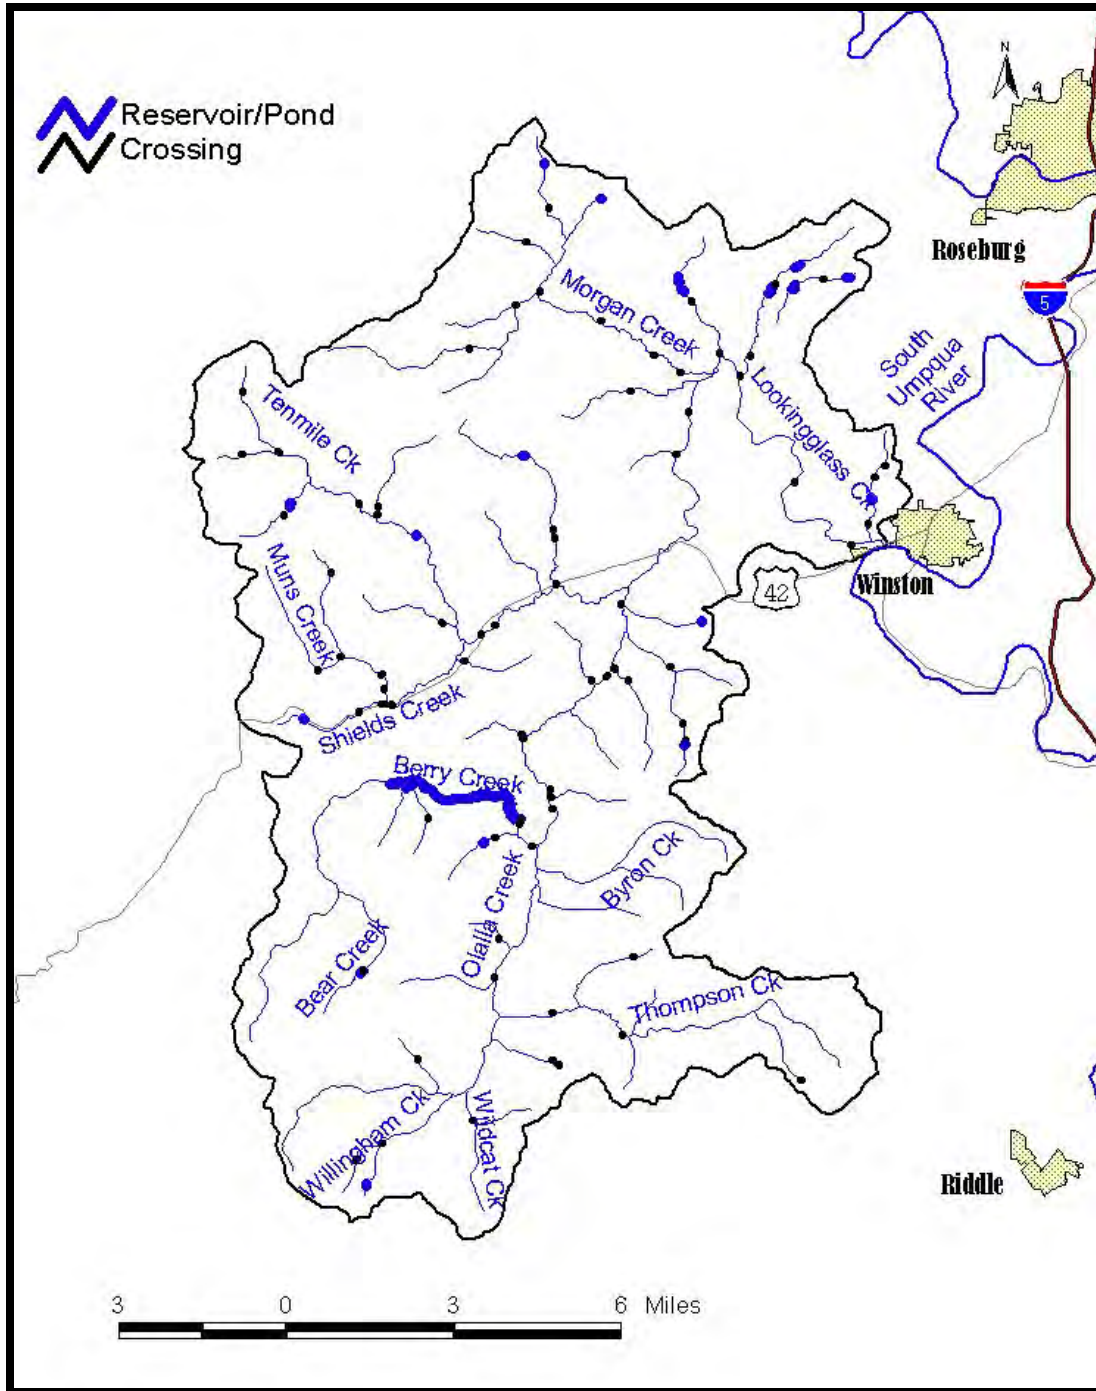 N
Reservoir/Pond
Crossing
Roseburg
5
Morgan Creek
South
Umpqua
River
Tenmile Ck
Lookingglass Ck
Muns Creek
42
Winston
Shields Creek
Berry Creek
Byron Ck
Olalla Creek
Bear Creek
Thompson Ck
Willingham Ck
Wildcat Ck
Riddle
3 0 3 6 Miles